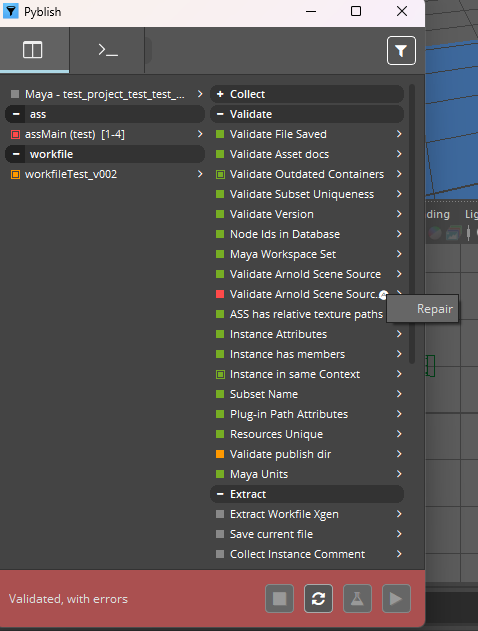 Pyblish
Maya - test_project_test_test_...
ass
assMain (test) [1-4]
workfile
workfileTest_v002
Collect
Validate
Validate File Saved
Validate Asset docs
Validate Outdated Containers
Validate Subset Uniqueness
Validate Version
Node Ids in Database
Maya Workspace Set
Validate Arnold Scene Source
Validate Arnold Scene Sourc...
Repair
ASS has relative texture paths
Instance Attributes
Instance has members
Instance in same Context
Subset Name
Plug-in Path Attributes
Resources Unique
Validate publish dir
Maya Units
Extract
Extract Workfile Xgen
Save current file
Collect Instance Comment
Validated, with errors
ding
Lig